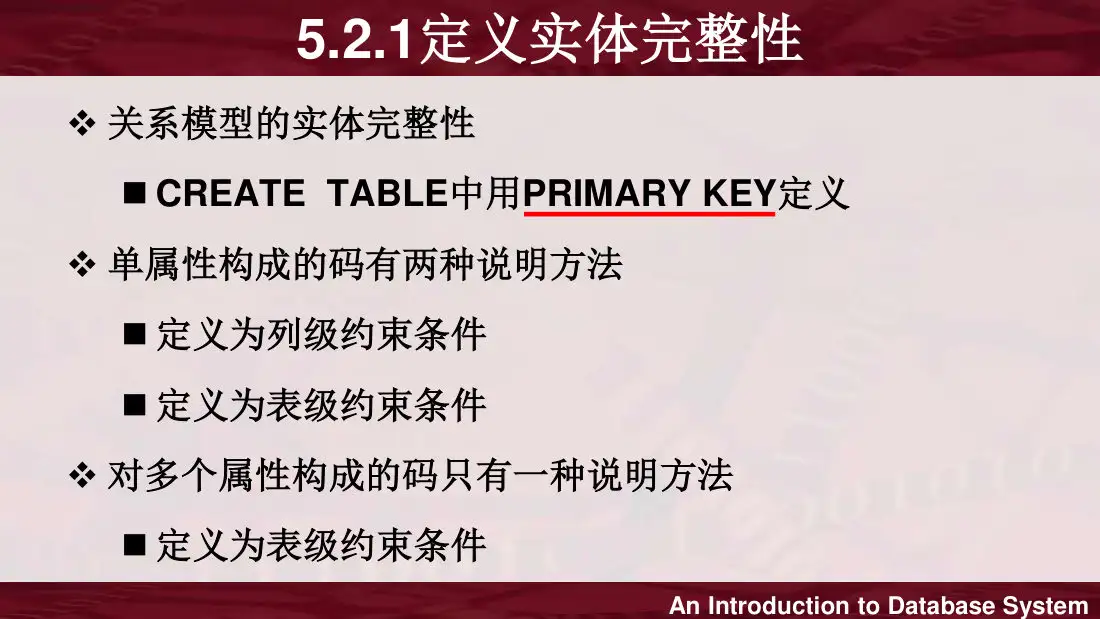 5.2.1定义实体完整性
❖ 关系模型的实体完整性
■ CREATE TABLE中用PRIMARY KEY定义
❖ 单属性构成的码有两种说明方法
■ 定义为列级约束条件
■ 定义为表级约束条件
❖ 对多个属性构成的码只有一种说明方法
■ 定义为表级约束条件
An Introduction to Database System